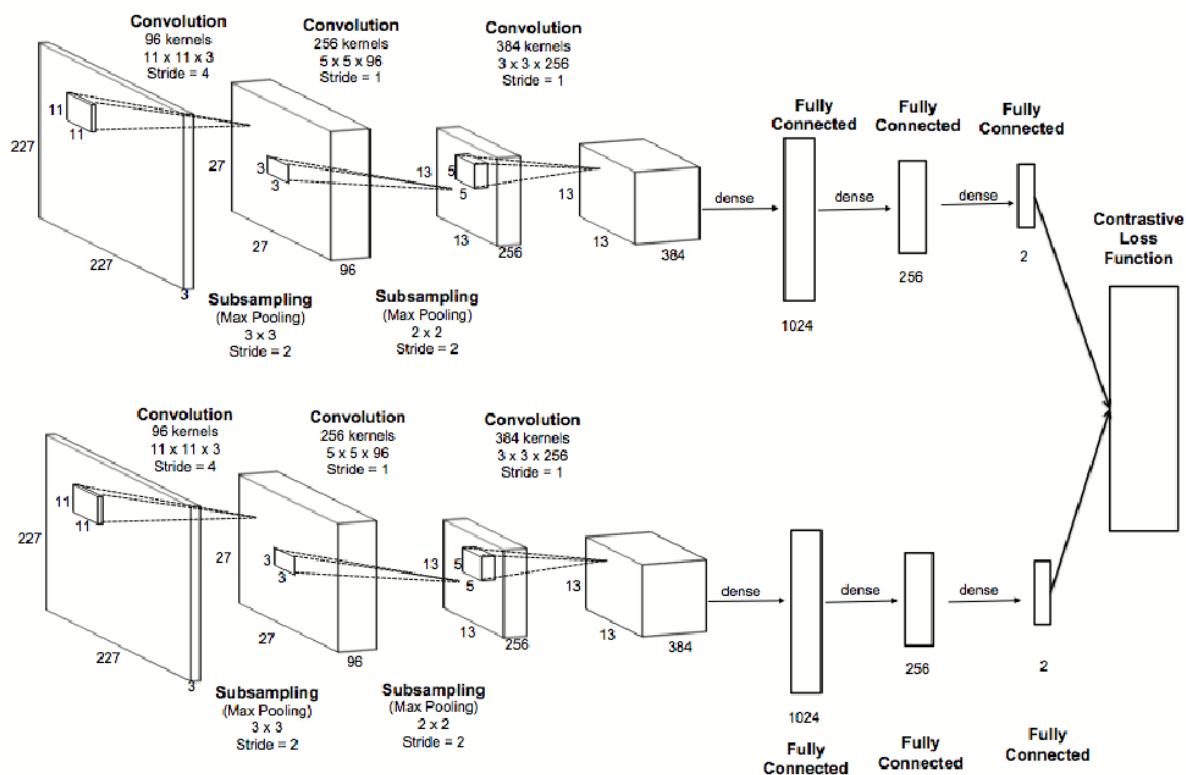 Convolution
96 kernels
11 x 11 x 3
Stride = 4
Convolution
256 kernels
5 x 5 x 96
Stride = 1
Convolution
384 kernels
3 x 3 x 256
Stride = 1
11
11
227
227
3
27
3
3
27
96
13
5
5
13
256
13
13
384
Subsampling
(Max Pooling)
3 x 3
Stride = 2
Subsampling
(Max Pooling)
2 x 2
Stride = 2
dense
Fully
Connected
1024
dense
Fully
Connected
256
dense
Fully
Connected
2
Contrastive
Loss
Function
Convolution
96 kernels
11 x 11 x 3
Stride = 4
Convolution
256 kernels
5 x 5 x 96
Stride = 1
Convolution
384 kernels
3 x 3 x 256
Stride = 1
11
11
227
227
3
27
3
3
27
96
13
5
5
13
256
13
13
384
Subsampling
(Max Pooling)
3 x 3
Stride = 2
Subsampling
(Max Pooling)
2 x 2
Stride = 2
dense
1024
Fully
Connected
dense
256
Fully
Connected
dense
2
Fully
Connected